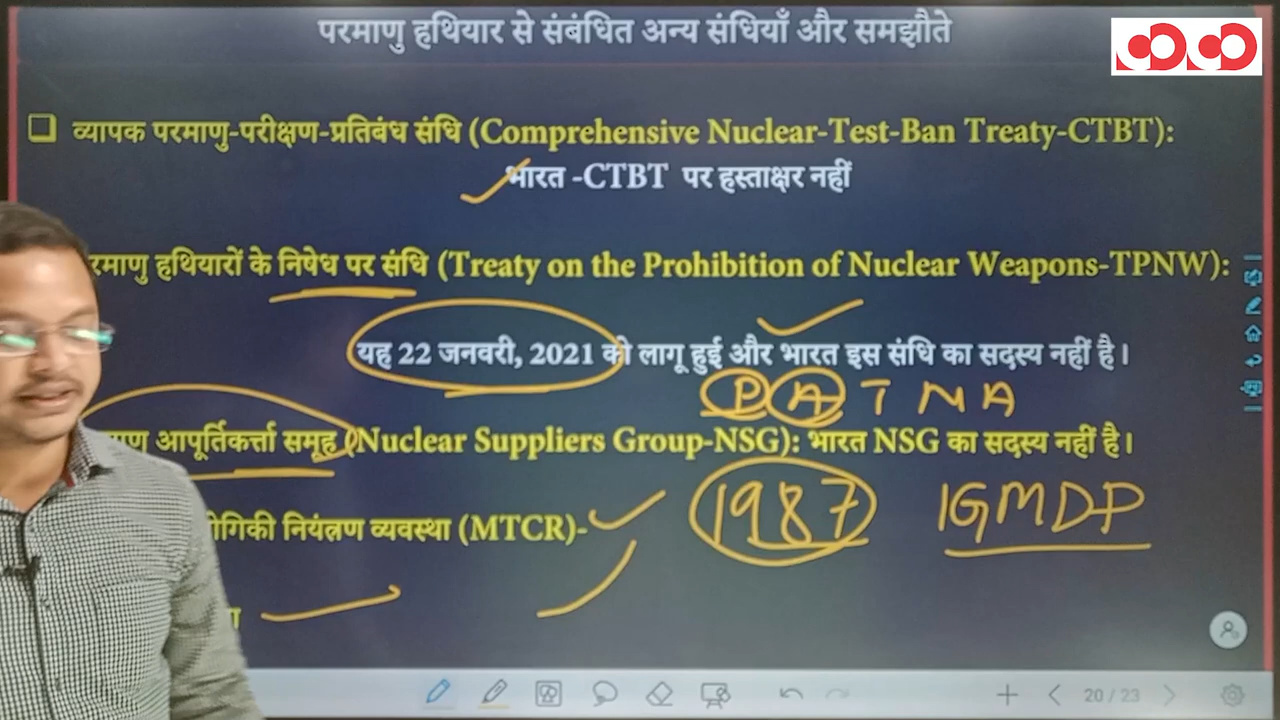 परमाणु हथियार से संबंधित अन्य संधियाँ और समझौते
व्यापक परमाणु-परीक्षण-प्रतिबंध संधि (Comprehensive Nuclear-Test-Ban Treaty-CTBT):
भारत -CTBT पर हस्ताक्षर नहीं
हथियारों के निषेध पर संधि (Treaty on the Prohibition of Nuclear Weapons-TPNW):
यह 22 जनवरी, 2021 को लागू हुई और भारत इस संधि का सदस्य नहीं है।
P A T N A
आपूर्तिकर्त्ता समूह (Nuclear Suppliers Group-NSG): भारत NSG का सदस्य नहीं है।
1987 IGMDP
नियंत्रण व्यवस्था (MTCR)-
20 / 23